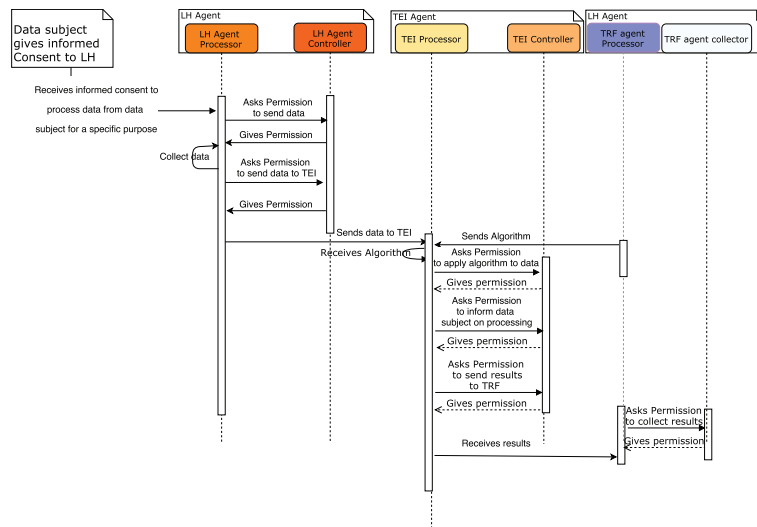 Data subject
gives informed
Consent to LH
LH Agent
LH Agent
Processor
LH Agent
Controller
TEI Agent
TEI Processor
TEI Controller
LH Agent
TRF agent
Processor
TRF agent collector
Receives informed consent to
process data from data
subject for a specific purpose
Asks Permission
to send data
Gives Permission
Collect data
Asks Permission
to send data to TEI
Gives Permission
Sends data to TEI
Sends Algorithm
Receives Algorithm
Asks Permission
to apply algorithm to data
Gives permission
Asks Permission
to inform data
subject on processing
Gives permission
Asks Permission
to send results
to TRF
Gives permission
Asks Permission
to collect results
Gives permission
Receives results